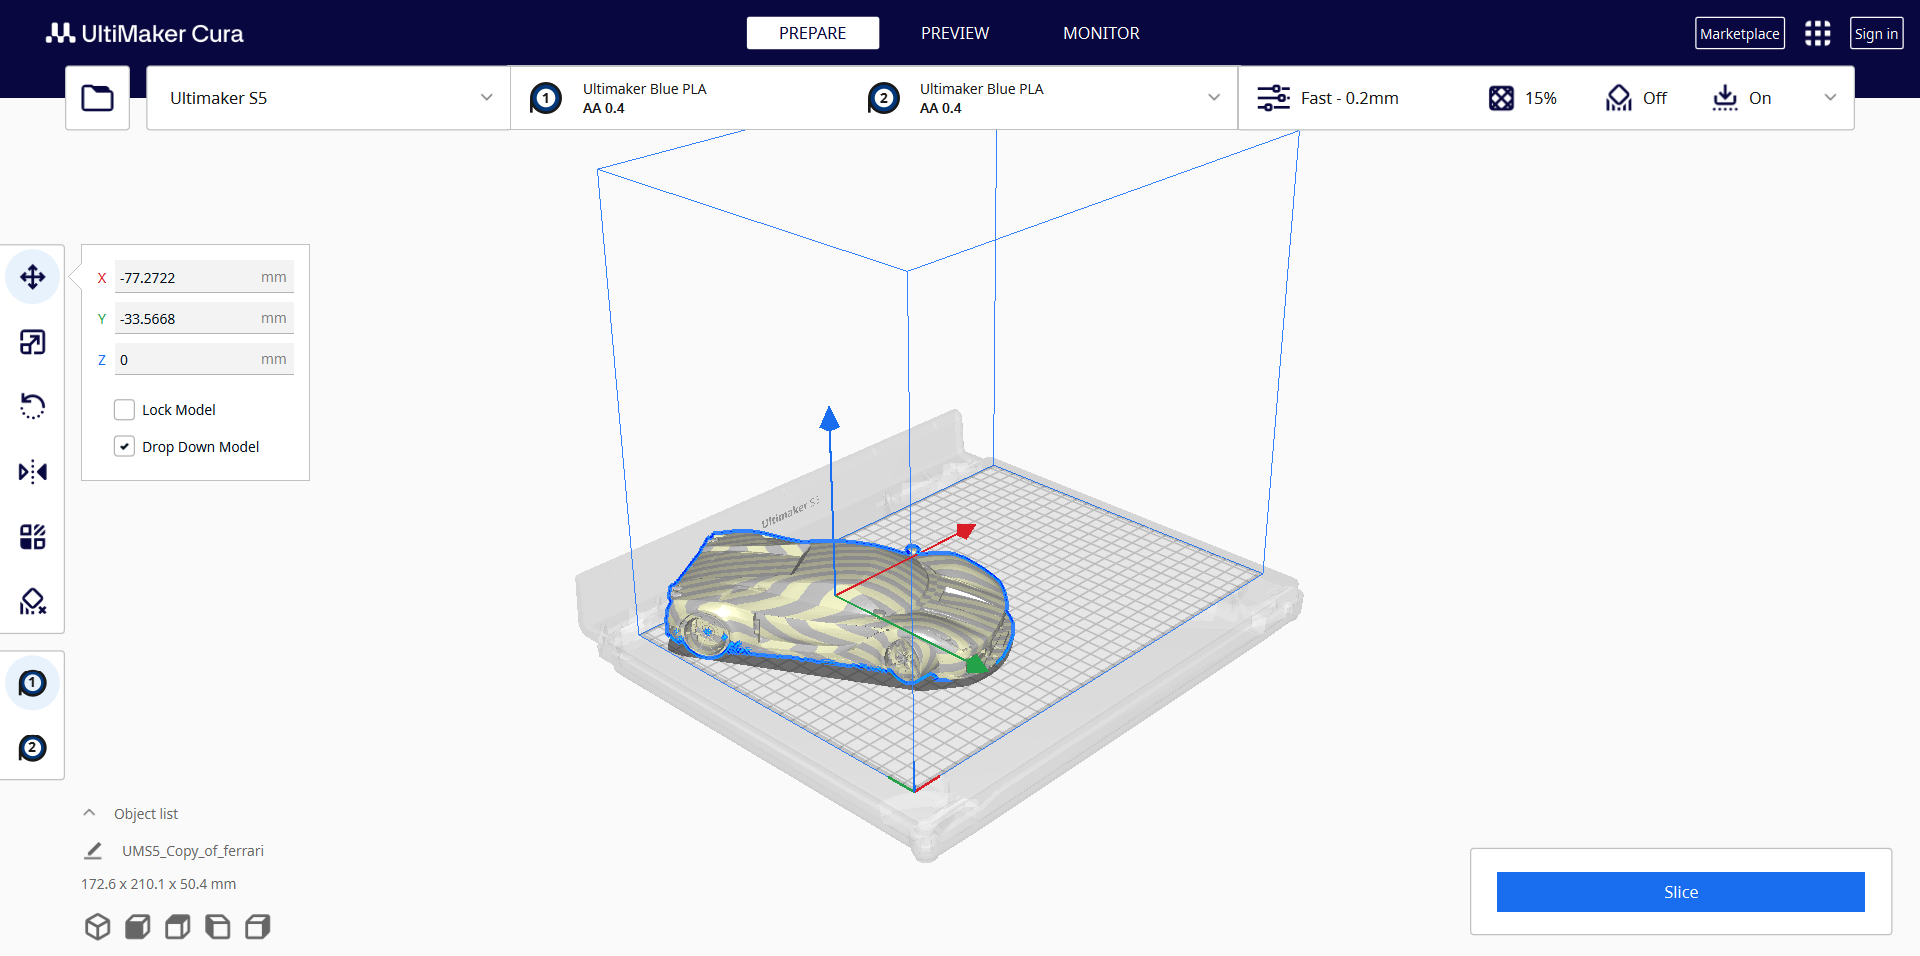 UltiMaker Cura
PREPARE
PREVIEW
MONITOR
Marketplace
Sign in
Ultimaker S5
1
Ultimaker Blue PLA
AA 0.4
2
Ultimaker Blue PLA
AA 0.4
Fast - 0.2mm
15%
Off
On
X -77.2722 mm
Y -33.5668 mm
Z 0 mm
Lock Model
Drop Down Model
Ultimaker S5
1
2
Object list
UMS5_Copy_of_ferrari
172.6 x 210.1 x 50.4 mm
Slice